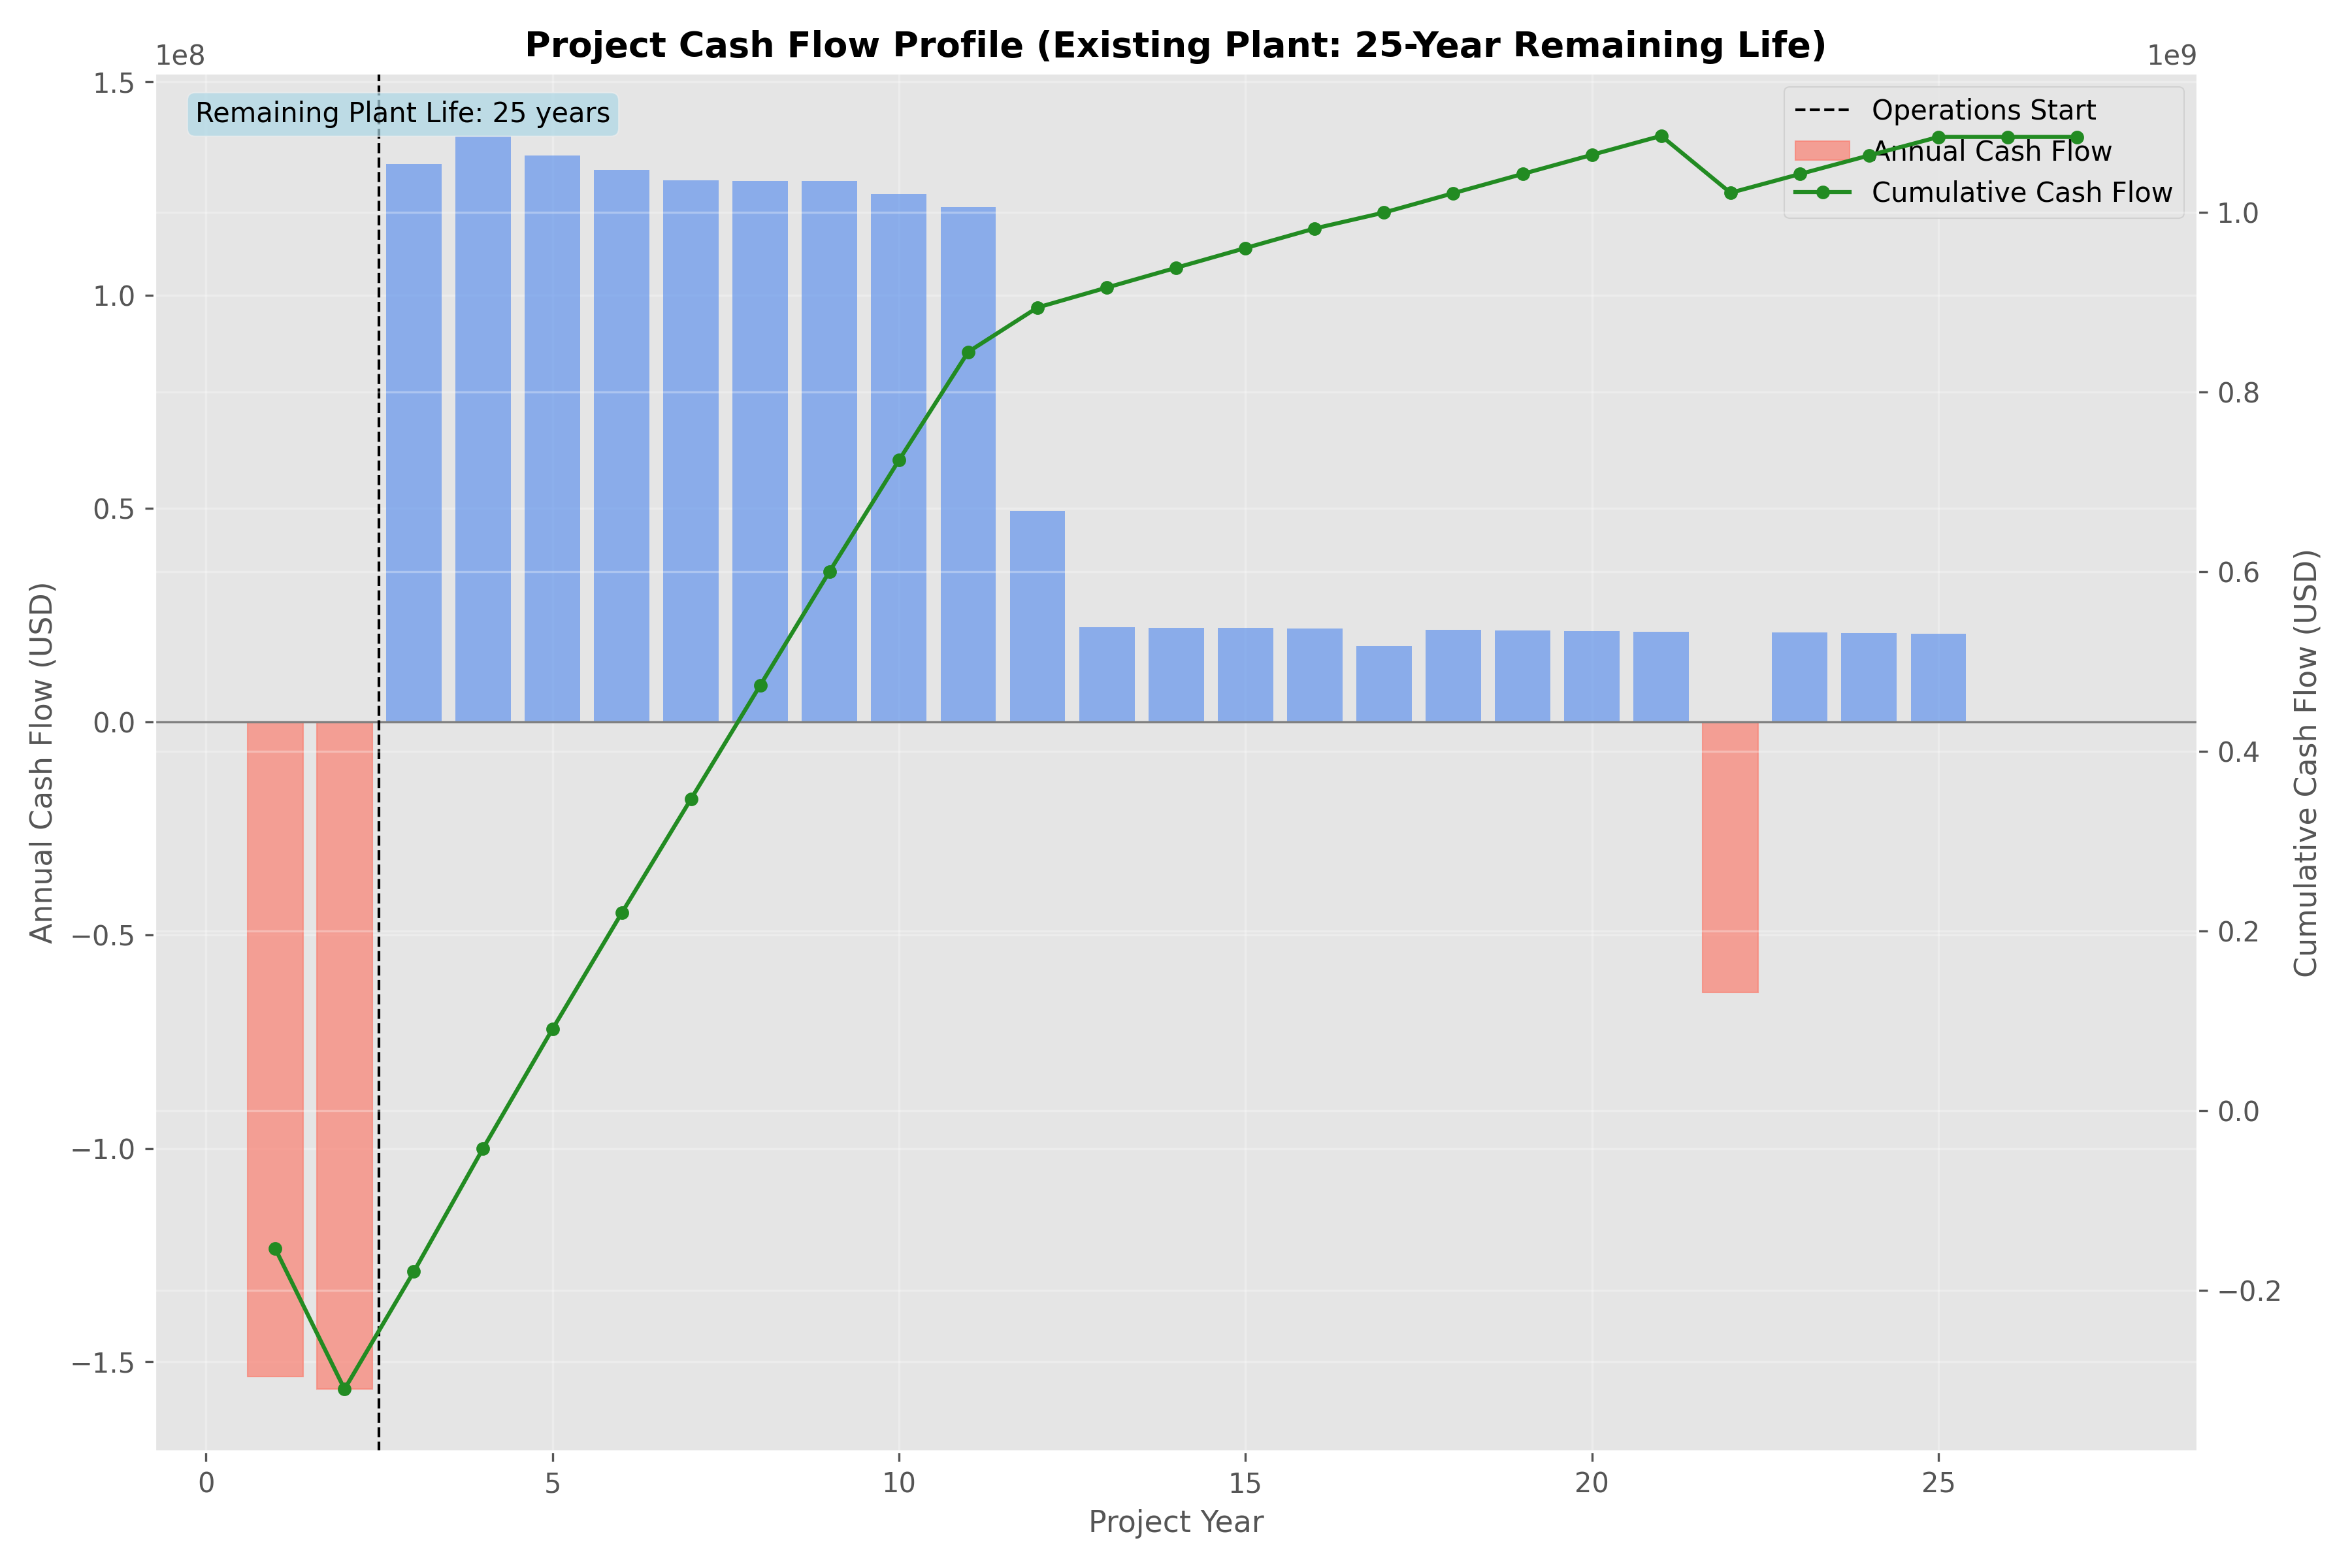 Project Cash Flow Profile (Existing Plant: 25-Year Remaining Life)
1e8
1e9
Remaining Plant Life: 25 years
Operations Start
Annual Cash Flow
Cumulative Cash Flow
Annual Cash Flow (USD)
1.5
1.0
0.5
0.0
−0.5
−1.0
−1.5
Cumulative Cash Flow (USD)
1.0
0.8
0.6
0.4
0.2
0.0
−0.2
0
5
10
15
20
25
Project Year